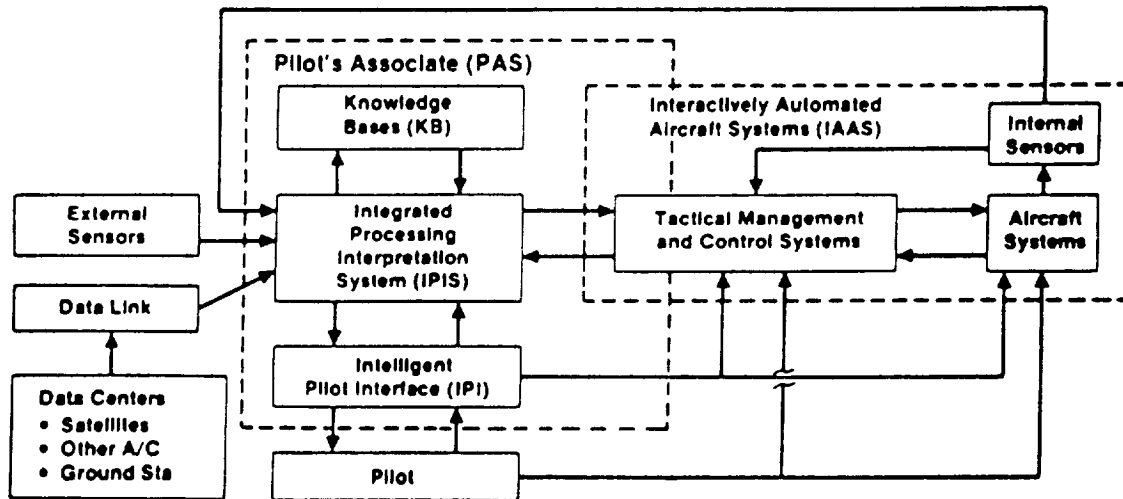 Pilot's Associate (PAS)
Knowledge
Bases (KB)
Interactively Automated
Aircraft Systems (IAAS)
Internal
Sensors
External
Sensors
Integrated
Processing
Interpretation
System (IPIS)
Tactical Management
and Control Systems
Aircraft
Systems
Data Link
Intelligent
Pilot Interface (IPI)
Data Centers
• Satellites
• Other A/C
• Ground Sta
Pilot